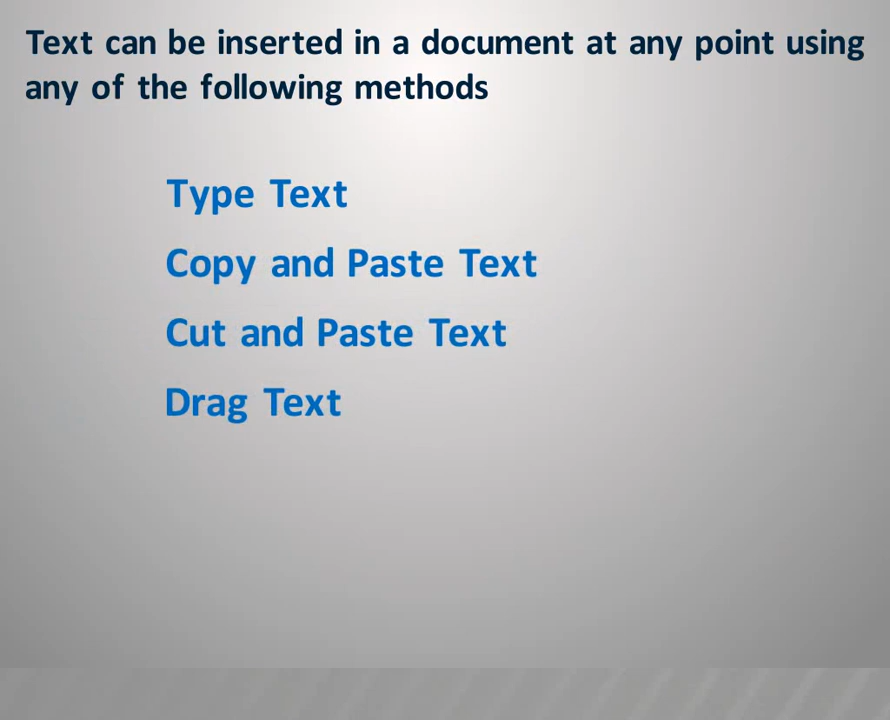 Text can be inserted in a document at any point using
any of the following methods
Type Text
Copy and Paste Text
Cut and Paste Text
Drag Text